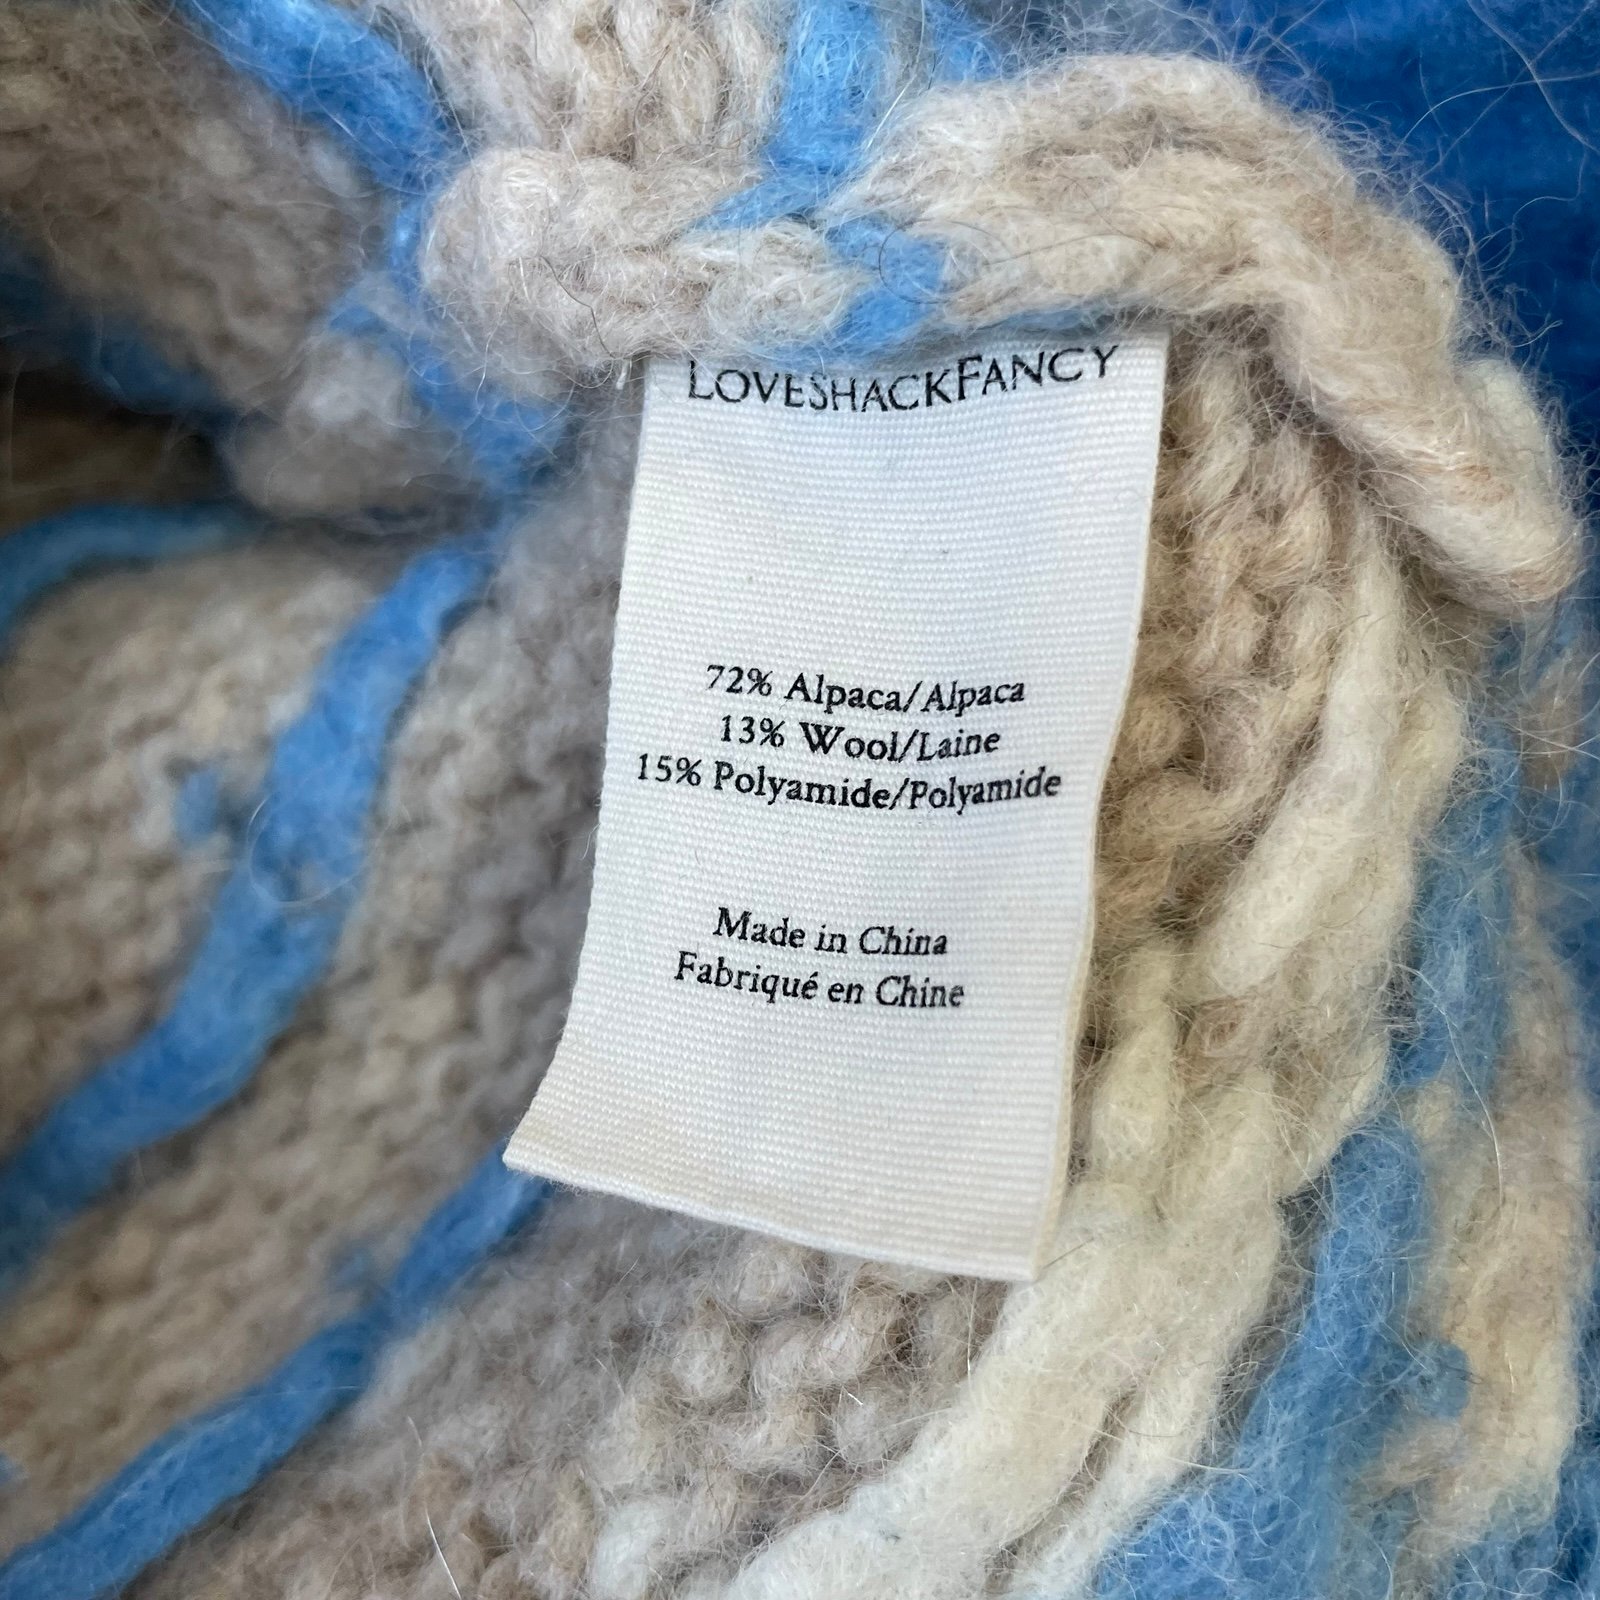 LOVESHACKFANCY
72% Alpaca/Alpaca
13% Wool/Laine
15% Polyamide/Polyamide
Made in China
Fabriqué en Chine